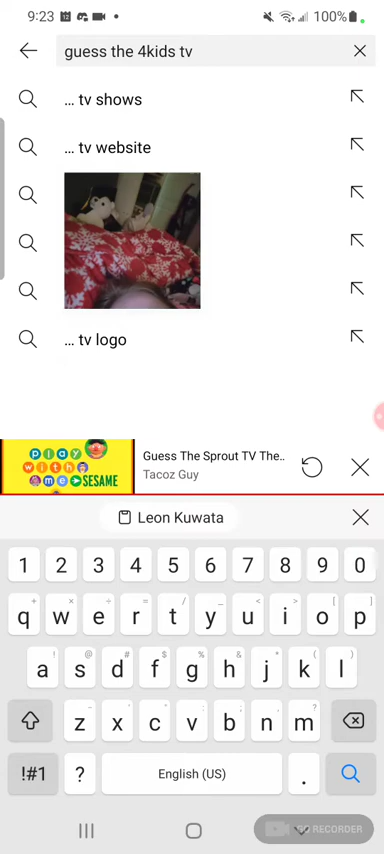 9:23 12 100%
guess the 4kids tv
... tv shows
... tv website
... tv logo
play
with
me SESAME
Guess The Sprout TV The..
Tacoz Guy
Leon Kuwata
1 2 3 4 5 6 7 8 9 0
+ × ÷ = / _ < > [ ]
q w e r t y u i o p
! @ # $ % ^ & * ( )
a s d f g h j k l
- ' " : ; , ?
z x c v b n m
!#1 ? English (US) .
GO RECORDER